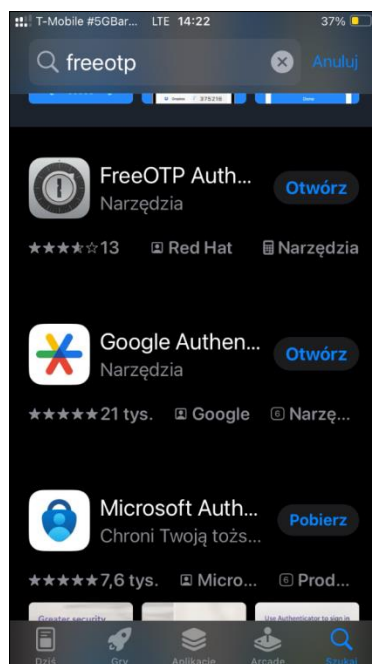 T-Mobile #5GBar... LTE 14:22 37%
freeotp Anuluj
375216
FreeOTP Auth...
Otwórz
Narzędzia
13 Red Hat Narzędzia
Google Authen...
Otwórz
Narzędzia
21 tys. Google 6 Narzę...
Microsoft Auth...
Pobierz
Chroni Twoją tożs...
7,6 tys. Micro... 6 Prod...
Greater security
Use Authenticator to sign in
Dziś Gry Aplikacje Arcade Szukaj